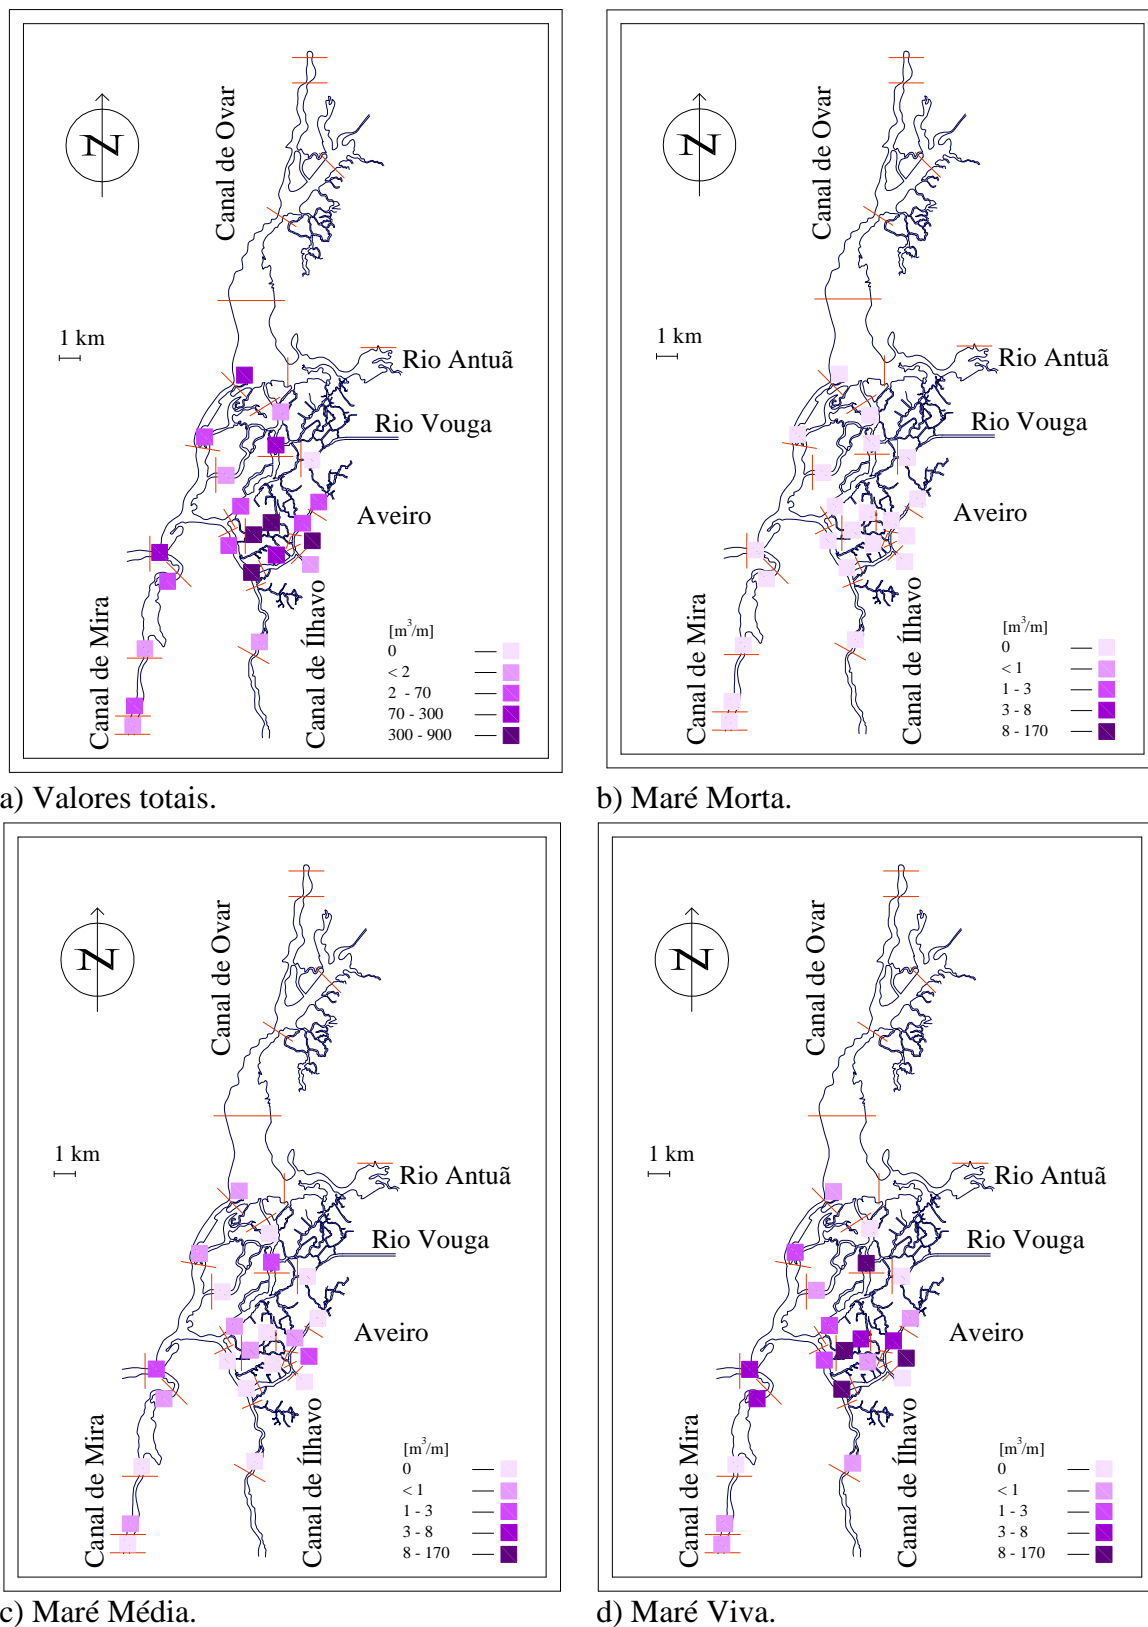 Canal de Ovar
N
1 km
Rio Antuã
Rio Vouga
Aveiro
Canal de Mira
Canal de Ílhavo
[m³/m]
0
< 2
2 - 70
70 - 300
300 - 900
a) Valores totais.
Canal de Ovar
N
1 km
Rio Antuã
Rio Vouga
Aveiro
Canal de Mira
Canal de Ílhavo
[m³/m]
0
< 1
1 - 3
3 - 8
8 - 170
b) Maré Morta.
Canal de Ovar
N
1 km
Rio Antuã
Rio Vouga
Aveiro
Canal de Mira
Canal de Ílhavo
[m³/m]
0
< 1
1 - 3
3 - 8
8 - 170
c) Maré Média.
Canal de Ovar
N
1 km
Rio Antuã
Rio Vouga
Aveiro
Canal de Mira
Canal de Ílhavo
[m³/m]
0
< 1
1 - 3
3 - 8
8 - 170
d) Maré Viva.